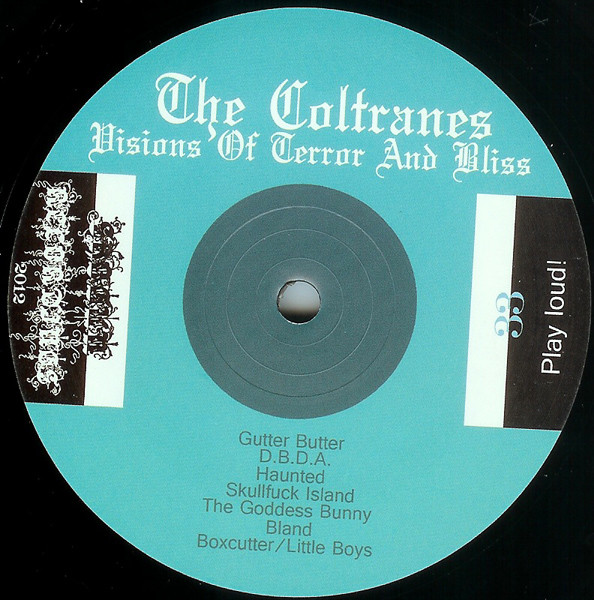 The Coltranes
Visions Of Terror And Bliss
2012
33
Play loud!
Gutter Butter
D.B.D.A.
Haunted
Skullfuck Island
The Goddess Bunny
Bland
Boxcutter/Little Boys